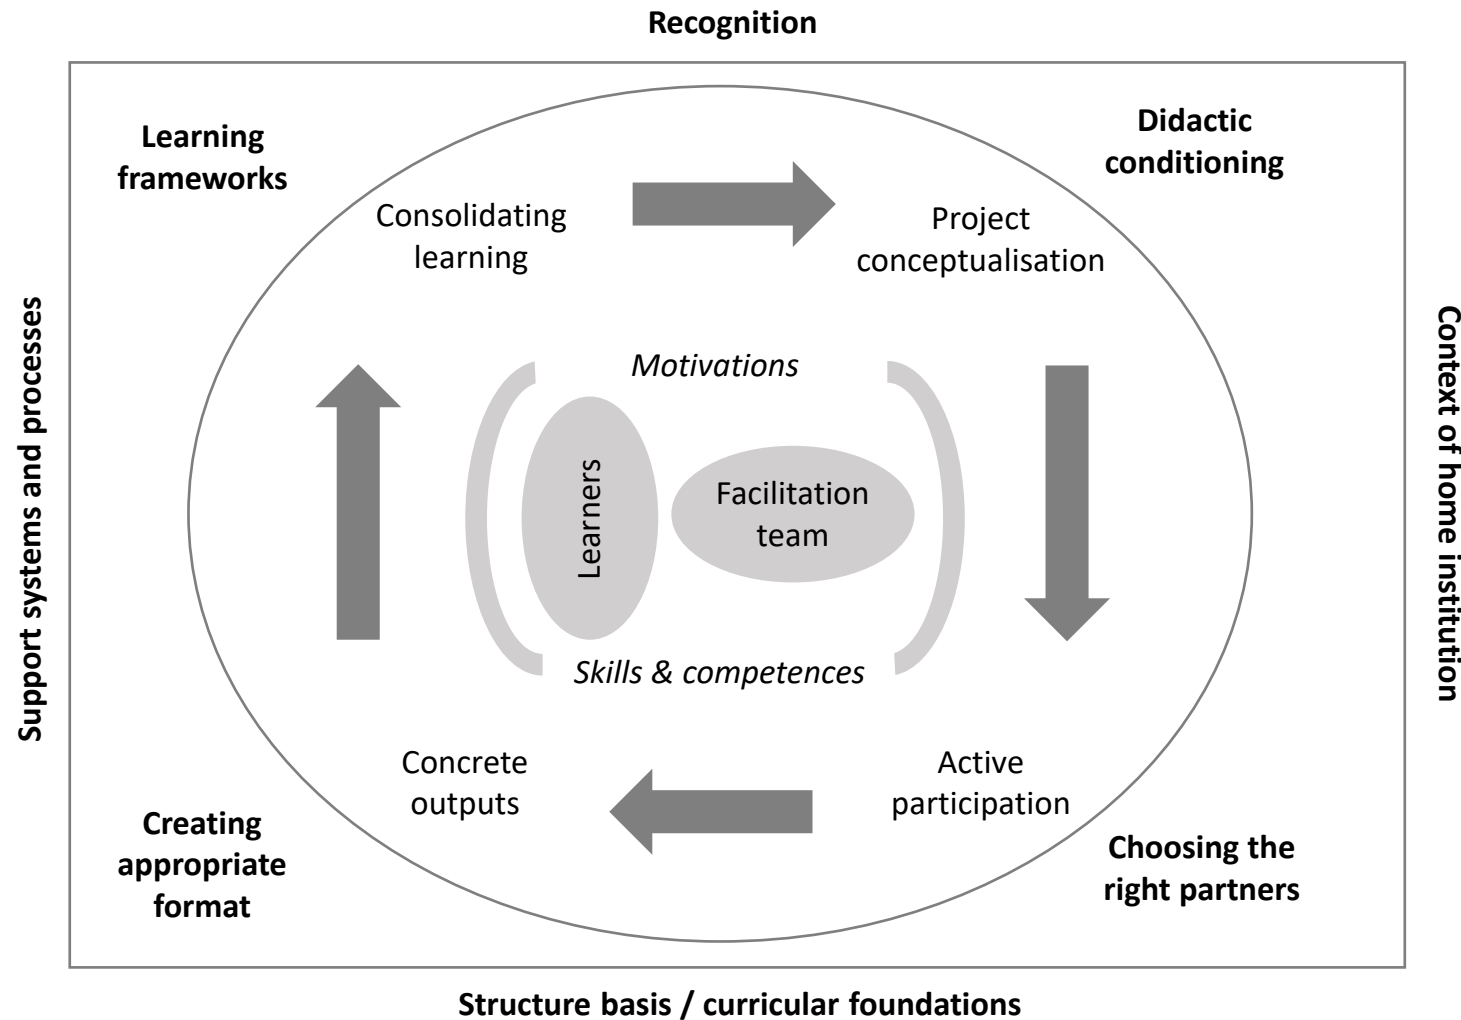 Recognition
Learning
frameworks
Didactic
conditioning
Consolidating
learning
Project
conceptualisation
Support systems and processes
Motivations
Context of home institution
Learners
Facilitation
team
Skills & competences
Concrete
outputs
Active
participation
Creating
appropriate
format
Choosing the
right partners
Structure basis / curricular foundations